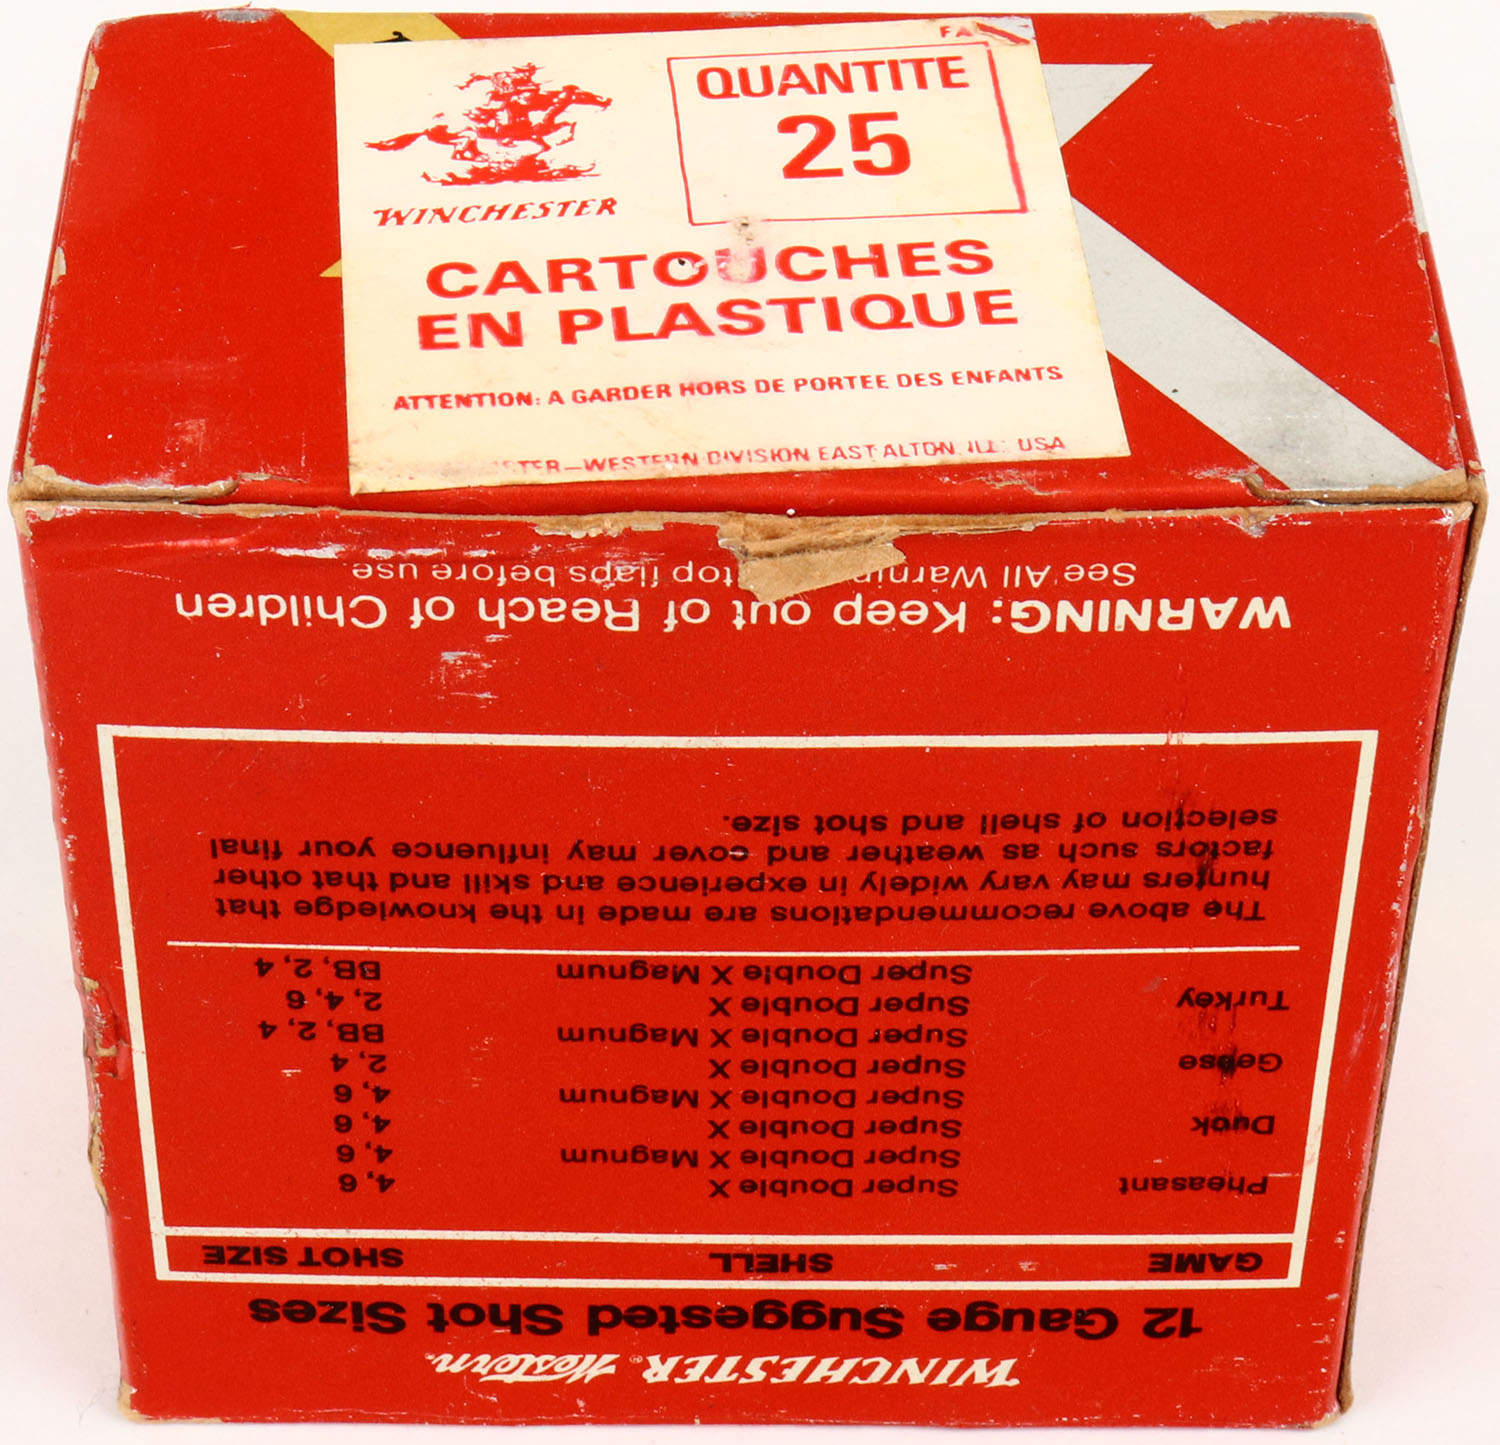 WINCHESTER
QUANTITE
25
CARTOUCHES
EN PLASTIQUE
ATTENTION: A GARDER HORS DE PORTEE DES ENFANTS
WESTERN DIVISION EAST ALTON, ILL. USA
WINCHESTER® Western.
12 Gauge Suggested Shot Sizes
GAME SHELL SHOT SIZE
Pheasant Super Double X 4, 6
Super Double X Magnum 4, 6
Duck Super Double X 4, 6
Super Double X Magnum 4, 6
Geese Super Double X 2, 4
Super Double X Magnum BB, 2, 4
Turkey Super Double X 2, 4, 6
Super Double X Magnum BB, 2, 4
The above recommendations are made in the knowledge that
hunters may vary widely in experience and skill and that other
factors such as weather and cover may influence your final
selection of shell and shot size.
WARNING: Keep out of Reach of Children
See All top flaps before use